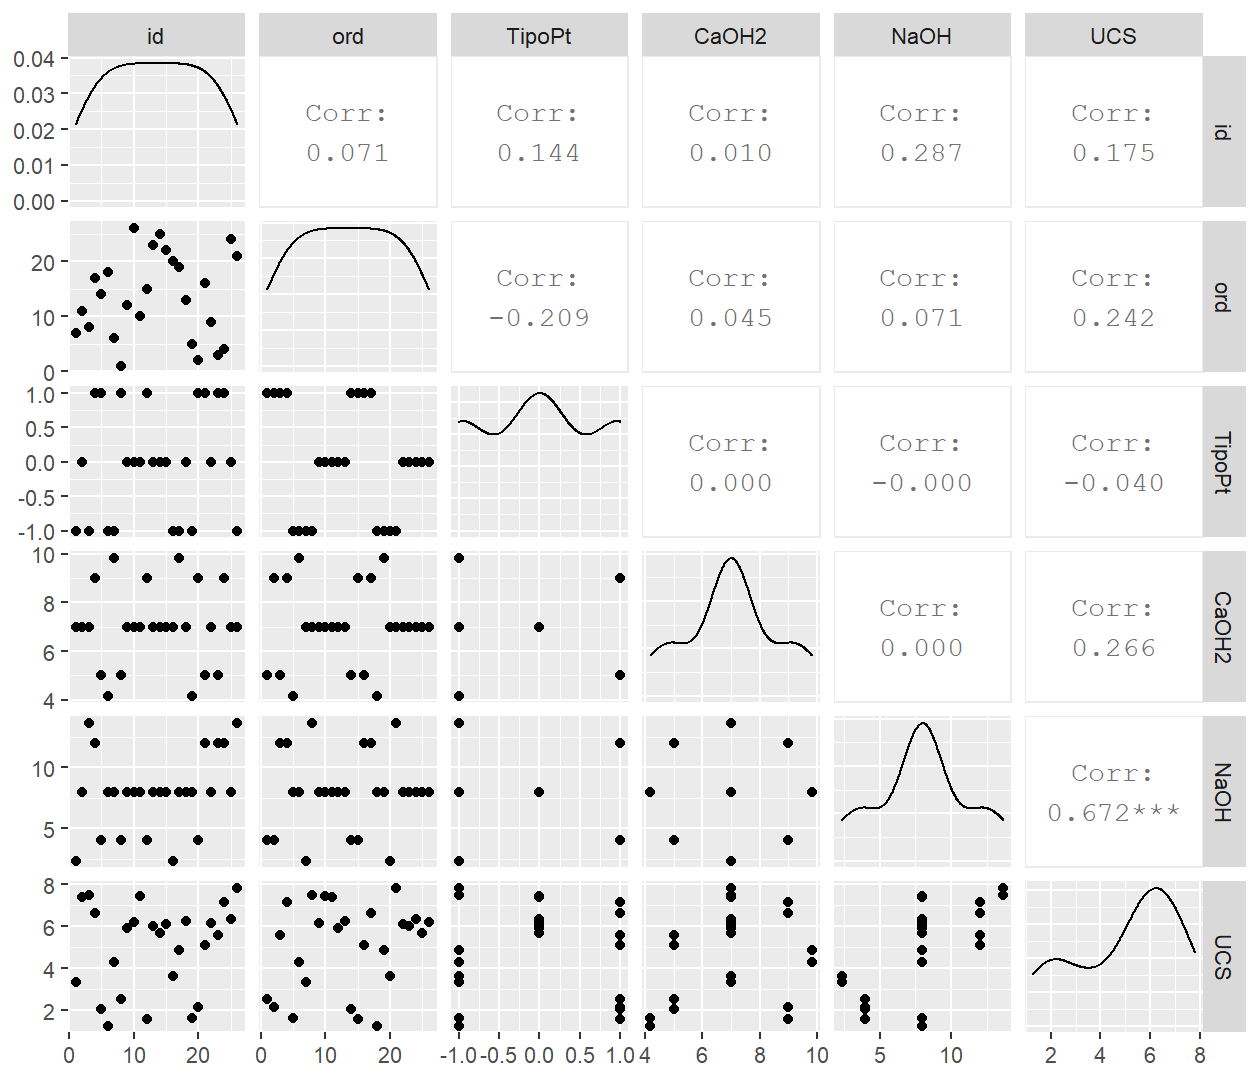 id ord TipoPt CaOH2 NaOH UCS
0.04
0.03
0.02
0.01
0.00
Corr: Corr: Corr: Corr: Corr:
0.071 0.144 0.010 0.287 0.175
id
20
10
0
Corr: Corr: Corr: Corr:
-0.209 0.045 0.071 0.242
ord
1.0
0.5
0.0
-0.5
-1.0
Corr: Corr: Corr:
0.000 -0.000 -0.040
TipoPt
10
8
6
4
Corr: Corr:
0.000 0.266
CaOH2
10
5
Corr:
0.672***
NaOH
8
6
4
2
UCS
0 10 20 0 10 20 -1.0 -0.5 0.0 0.5 1.0 4 6 8 10 5 10 2 4 6 8